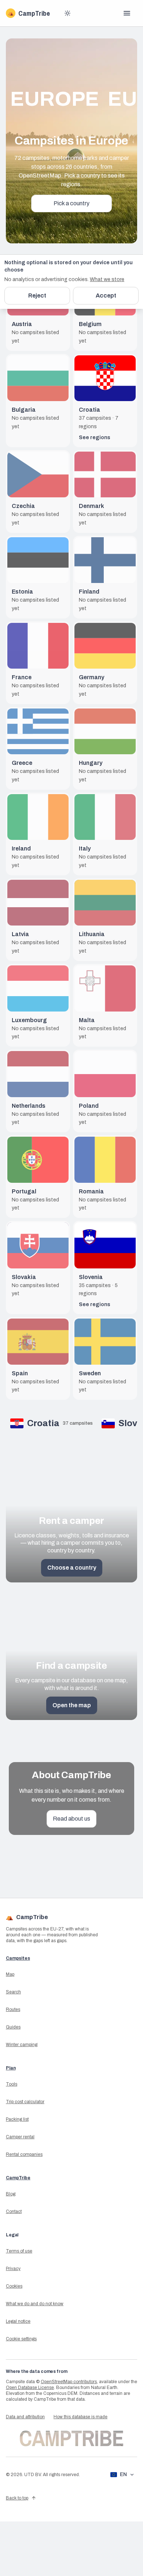 CampTribe
EUROPE EU
Campsites in Europe
72 campsites
stops across 26 countries, from
OpenStreetMap. Pick a country to see its
regions.
Pick a country
Nothing optional is stored on your device until you
choose
No analytics or advertising cookies. What we store
Reject
Accept
Austria
No campsites listed
yet
Belgium
No campsites listed
yet
Bulgaria
No campsites listed
yet
Croatia
37 campsites · 7
regions
See regions
Czechia
No campsites listed
yet
Denmark
No campsites listed
yet
Estonia
No campsites listed
yet
Finland
No campsites listed
yet
France
No campsites listed
yet
Germany
No campsites listed
yet
Greece
No campsites listed
yet
Hungary
No campsites listed
yet
Ireland
No campsites listed
yet
Italy
No campsites listed
yet
Latvia
No campsites listed
yet
Lithuania
No campsites listed
yet
Luxembourg
No campsites listed
yet
Malta
No campsites listed
yet
Netherlands
No campsites listed
yet
Poland
No campsites listed
yet
Portugal
No campsites listed
yet
Romania
No campsites listed
yet
Slovakia
No campsites listed
yet
Slovenia
No campsites listed
See regions
Spain
No campsites listed
yet
Sweden
No campsites listed
yet
Croatia 37 campsites Slov
Rent a camper
Licence classes, weights, tolls and insurance
— what hiring a camper commits you to,
country by country.
Choose a country
Find a campsite
Every campsite in our database on one map,
with what is around it.
Open the map
About CampTribe
What this site is, who makes it, and where
every number on it comes from.
Read about us
CampTribe
Campsites across the EU-27, with what is
around each one — measured from published
data, with the gaps left as gaps.
Campsites
Map
Search
Routes
Guides
Winter camping
Plan
Tools
Trip cost calculator
Packing list
Camper rental
Rental companies
CampTribe
Blog
Contact
Legal
Terms of use
Privacy
Cookies
What we do and do not know
Legal notice
Cookie settings
Where the data comes from
Campsite data © OpenStreetMap contributors, available under the
Open Database License. Boundaries from Natural Earth.
Elevation from the Copernicus DEM. Distances and terrain are
calculated by CampTribe from that data.
Data and attribution
How this database is made
CAMPTRIBE
© 2026. UTD BV. All rights reserved.
EN
Back to top